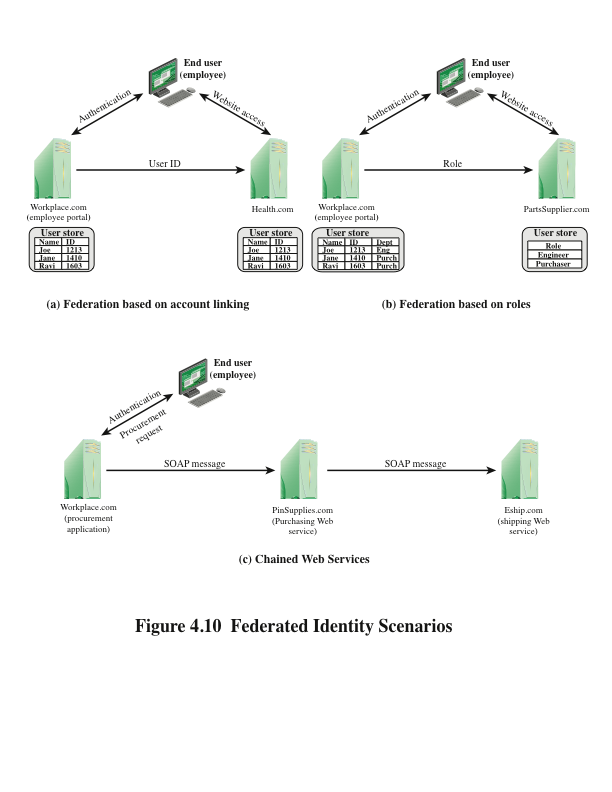 End user
(employee)
Authentication
Website access
User ID
Workplace.com
(employee portal)
Health.com
User store
Name ID
Joe 1213
Jane 1410
Ravi 1603
User store
Name ID
Joe 1213
Jane 1410
Ravi 1603
(a) Federation based on account linking
End user
(employee)
Authentication
Website access
Role
Workplace.com
(employee portal)
PartsSupplier.com
User store
Name ID Dept
Joe 1213 Eng
Jane 1410 Purch
Ravi 1603 Purch
User store
Role
Engineer
Purchaser
(b) Federation based on roles
End user
(employee)
Authentication
Procurement
request
SOAP message
SOAP message
Workplace.com
(procurement
application)
PinSupplies.com
(Purchasing Web
service)
Eship.com
(shipping Web
service)
(c) Chained Web Services
Figure 4.10 Federated Identity Scenarios